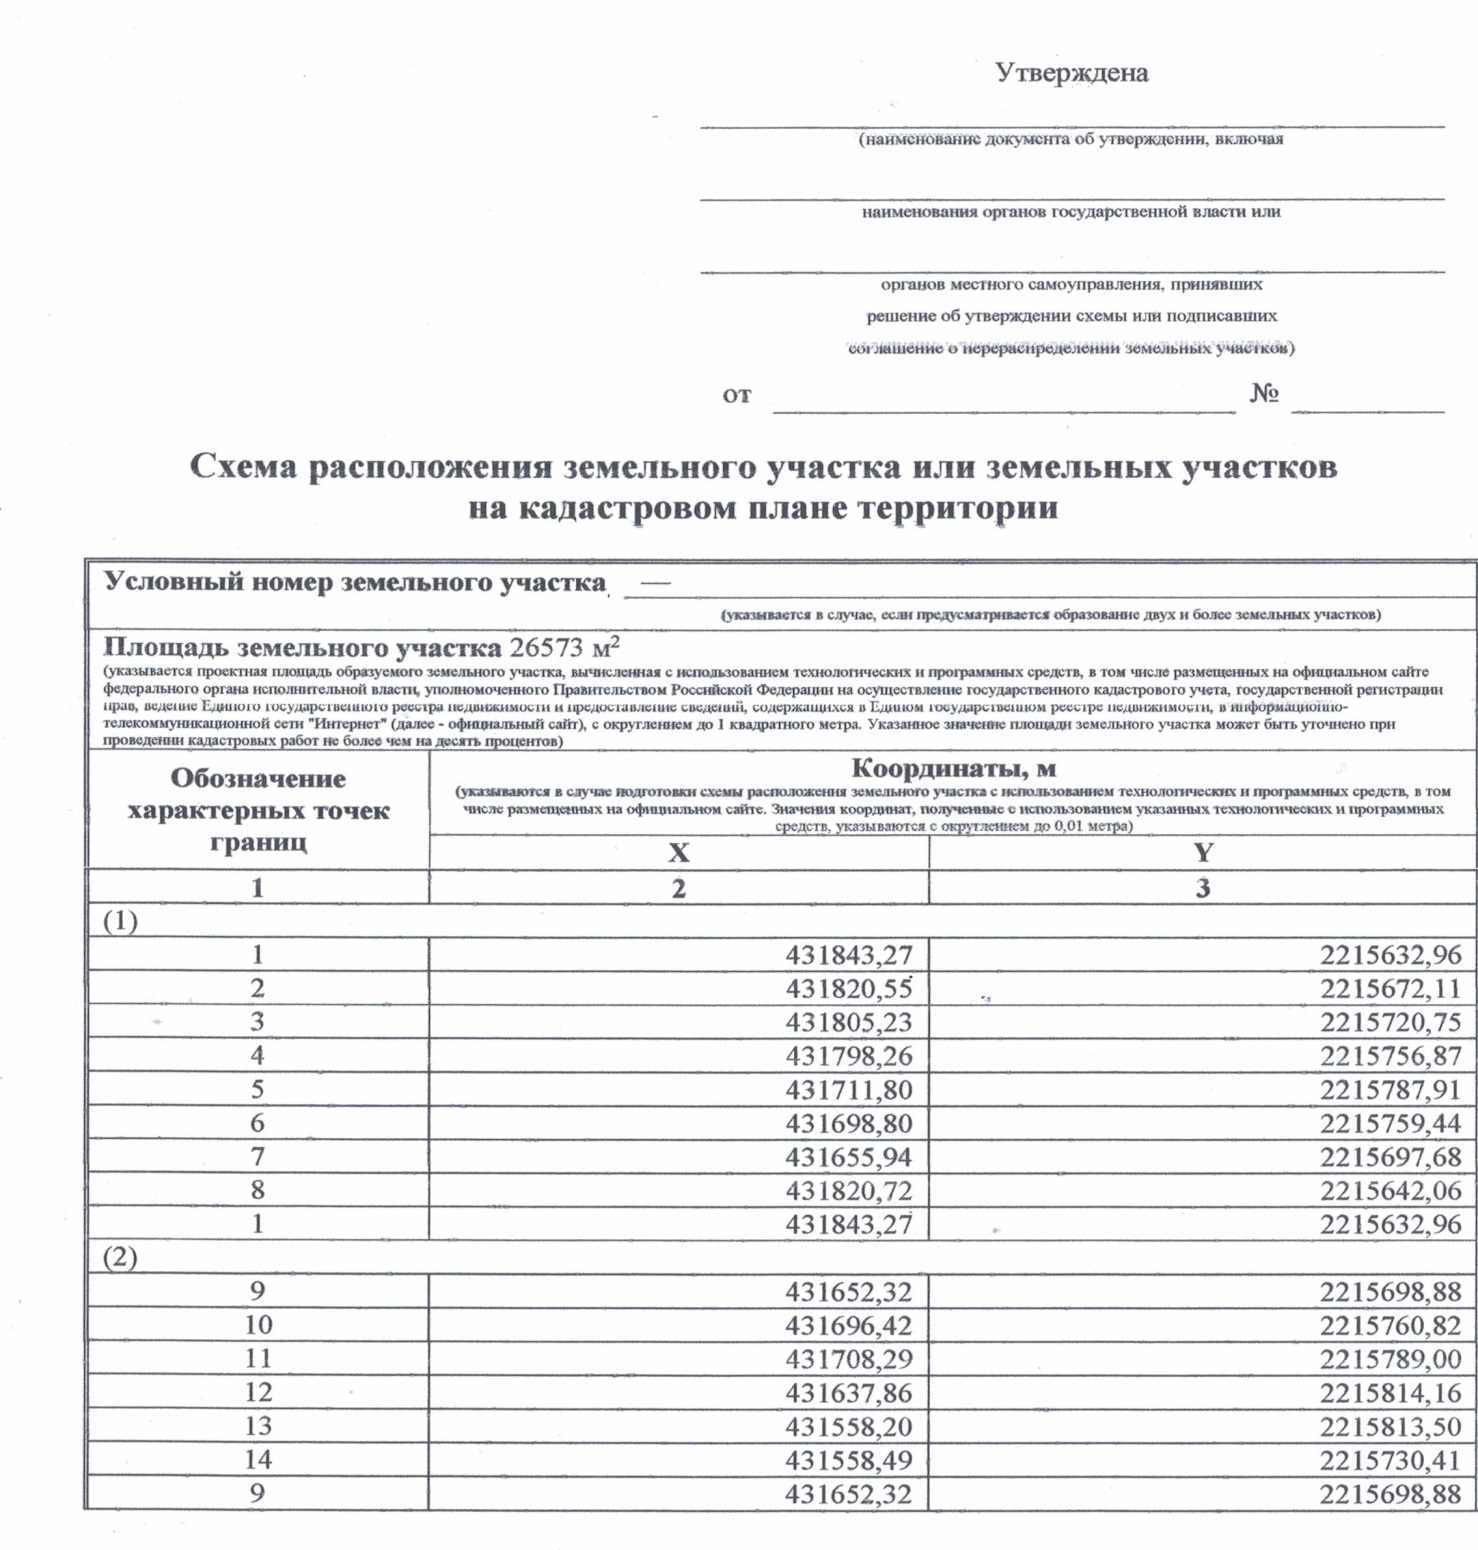 Утверждена
(наименование документа об утверждении, включая
наименования органов государственной власти или
органов местного самоуправления, принявших
решение об утверждении схемы или подписавших
соглашение о перераспределении земельных участков)
от № 
Схема расположения земельного участка или земельных участков
на кадастровом плане территории
Условный номер земельного участка —
(указывается в случае, если предусматривается образование двух и более земельных участков)
Площадь земельного участка 26573 м²
(указывается проектная площадь образуемого земельного участка, вычисленная с использованием технологических и программных средств, в том числе размещенных на официальном сайте
федерального органа исполнительной власти, уполномоченного Правительством Российской Федерации на осуществление государственного кадастрового учета, государственной регистрации
прав, ведение Единого государственного реестра недвижимости и предоставление сведений, содержащихся в Едином государственном реестре недвижимости, в информационно-
телекоммуникационной сети "Интернет" (далее - официальный сайт), с округлением до 1 квадратного метра. Указанное значение площади земельного участка может быть уточнено при
проведении кадастровых работ не более чем на десять процентов)
Обозначение
характерных точек
границ
Координаты, м
(указываются в случае подготовки схемы расположения земельного участка с использованием технологических и программных средств, в том
числе размещенных на официальном сайте. Значения координат, полученные с использованием указанных технологических и программных
средств, указываются с округлением до 0,01 метра)
X Y
1 2 3
(1)
1 431843,27 2215632,96
2 431820,55 2215672,11
3 431805,23 2215720,75
4 431798,26 2215756,87
5 431711,80 2215787,91
6 431698,80 2215759,44
7 431655,94 2215697,68
8 431820,72 2215642,06
1 431843,27 2215632,96
(2)
9 431652,32 2215698,88
10 431696,42 2215760,82
11 431708,29 2215789,00
12 431637,86 2215814,16
13 431558,20 2215813,50
14 431558,49 2215730,41
9 431652,32 2215698,88